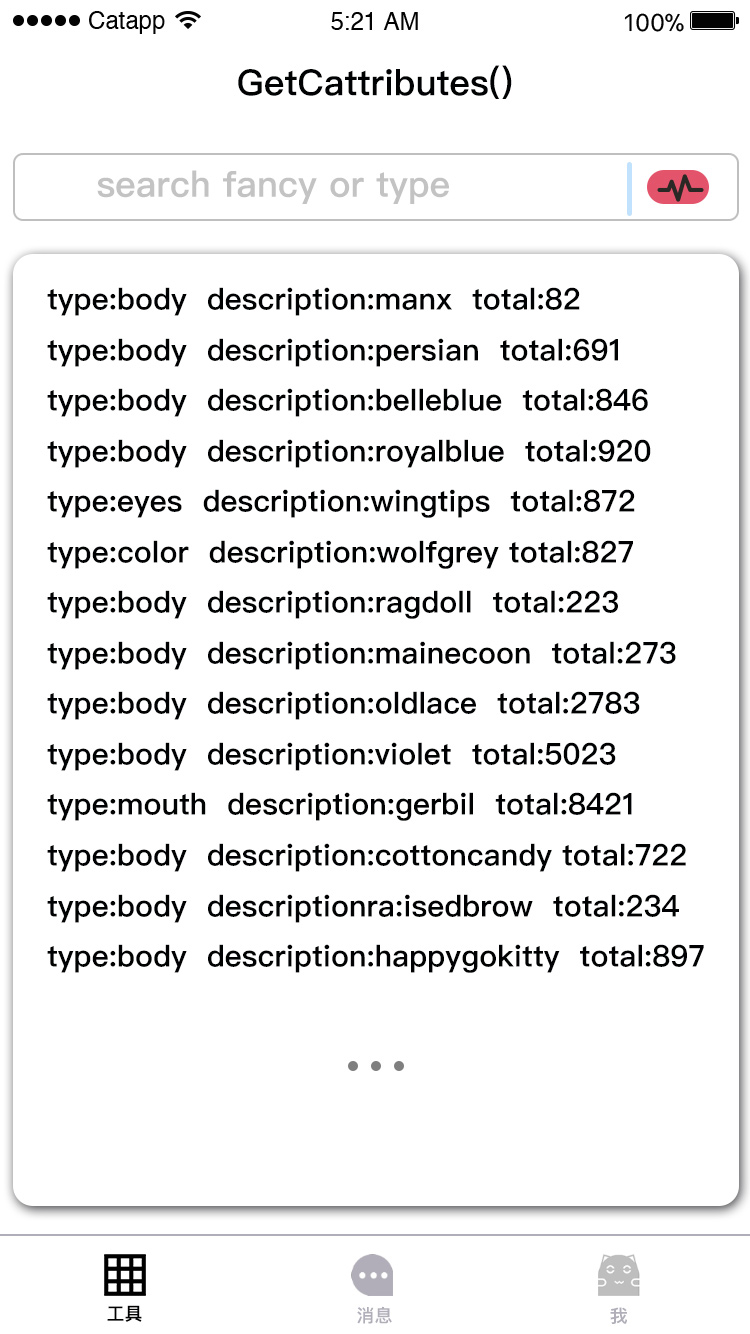 Catapp 5:21 AM 100%
GetCattributes()
search fancy or type
type:body description:manx total:82
type:body description:persian total:691
type:body description:belleblue total:846
type:body description:royalblue total:920
type:eyes description:wingtips total:872
type:color description:wolfgrey total:827
type:body description:ragdoll total:223
type:body description:mainecoon total:273
type:body description:oldlace total:2783
type:body description:violet total:5023
type:mouth description:gerbil total:8421
type:body description:cottoncandy total:722
type:body descriptionra:isedbrow total:234
type:body description:happygokitty total:897
工具 消息 我